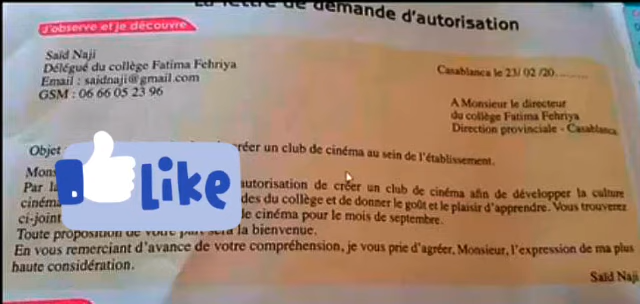 La lettre de demande d'autorisation
J'observe et je découvre
Saïd Naji
Délégué du collège Fatima Fehriya
Email : saidnaji@gmail.com
GSM : 06 66 05 23 96
Casablanca le 23/ 02 /20..........
A Monsieur le directeur
du collège Fatima Fehriya
Direction provinciale - Casablanca
Objet créer un club de cinéma au sein de l'établissement.
Mons
Par la autorisation de créer un club de cinéma afin de développer la culture
ciném des du collège et de donner le goût et le plaisir d'apprendre. Vous trouverez
ci-joint le cinéma pour le mois de septembre.
Toute proposition de votre part sera la bienvenue.
En vous remerciant d'avance de votre compréhension, je vous prie d'agréer, Monsieur, l'expression de ma plus
haute considération.
Saïd Naji
Like